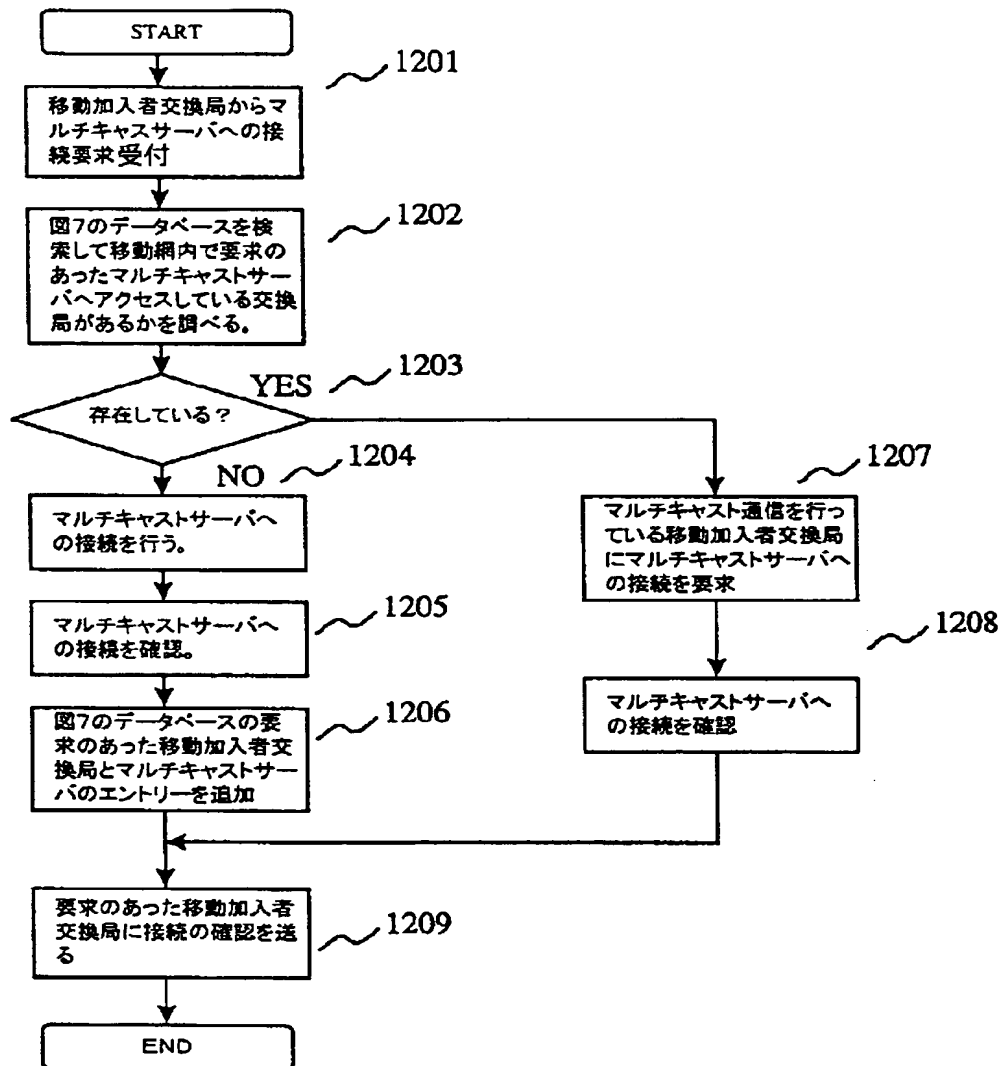 START
1201
移動加入者交換局からマ
ルチキャスサーバへの接
続要求受付
1202
図7のデータベースを検
索して移動網内で要求の
あったマルチキャストサー
バへアクセスしている交換
局があるかを調べる。
1203
YES
存在している？
NO
1204
マルチキャストサーバへ
の接続を行う。
1205
マルチキャストサーバへ
の接続を確認。
1206
図7のデータベースの要
求のあった移動加入者交
換局とマルチキャストサー
バのエントリーを追加
1207
マルチキャスト通信を行っ
ている移動加入者交換局
にマルチキャストサーバへ
の接続を要求
1208
マルチキャストサーバへ
の接続を確認
1209
要求のあった移動加入者
交換局に接続の確認を送
る
END